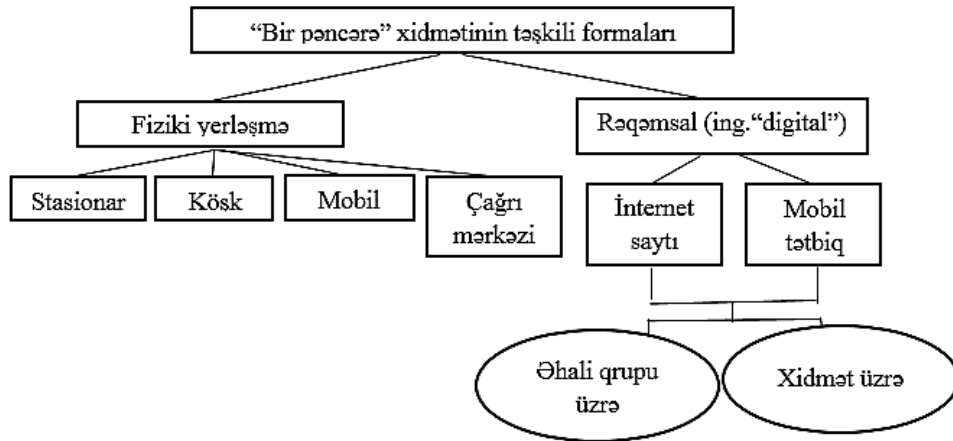 “Bir pəncərə” xidmətinin təşkili formaları
Fiziki yerləşmə
Rəqəmsal (ing.“digital”)
Stasionar
Köşk
Mobil
Çağrı
mərkəzi
İnternet
saytı
Mobil
tətbiq
Əhali qrupu
üzrə
Xidmət üzrə